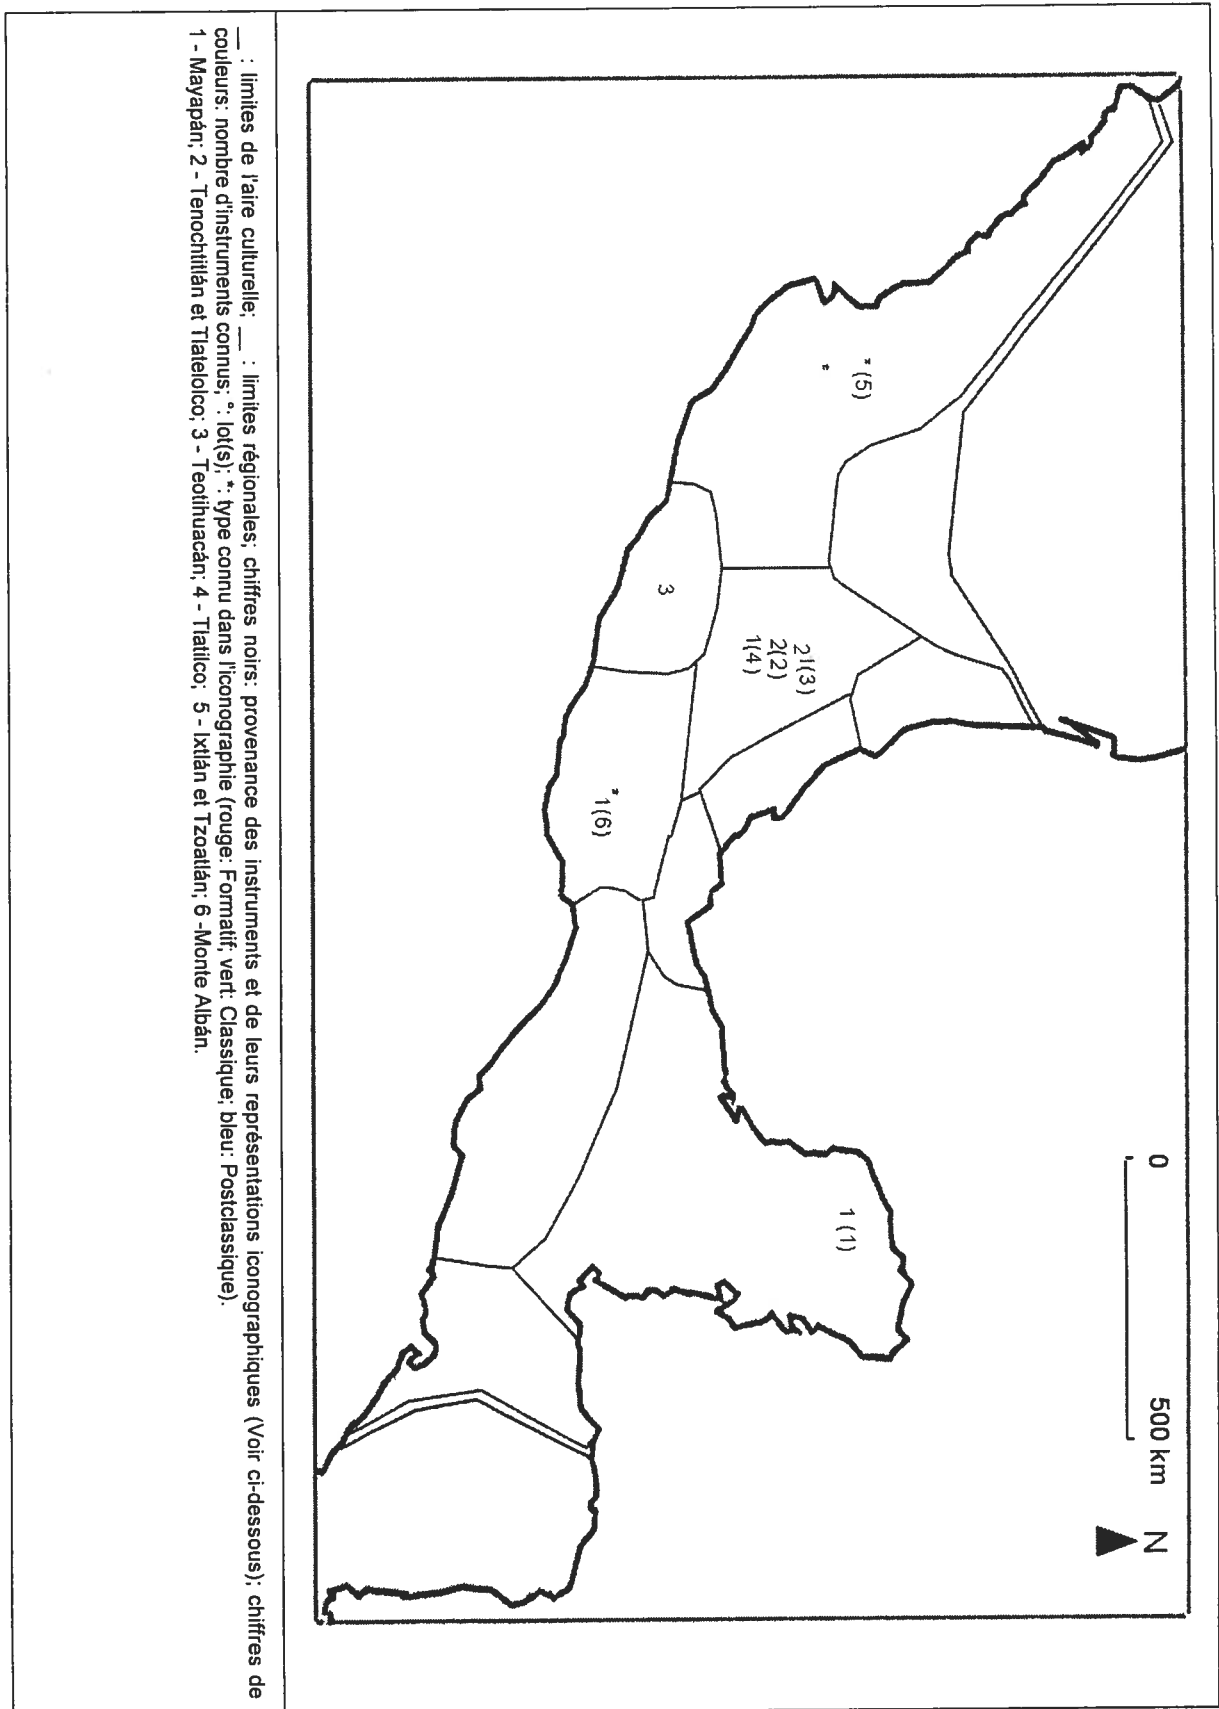 0 500 km
N
1 (1)
* (5)
*
2 1(3)
2(2)
1(4)
3
* 1(6)
__ : limites de l'aire culturelle; __ : limites régionales; chiffres noirs: provenance des instruments et de leurs représentations iconographiques (Voir ci-dessous); chiffres de
couleurs: nombre d'instruments connus; °: lot(s); *: type connu dans l'iconographie (rouge: Formatif; vert: Classique; bleu: Postclassique).
1 - Mayapán; 2 - Tenochtitlán et Tlatelolco; 3 - Teotihuacán; 4 - Tlatilco; 5 - Ixtlán et Tzoatlán; 6 -Monte Albán.